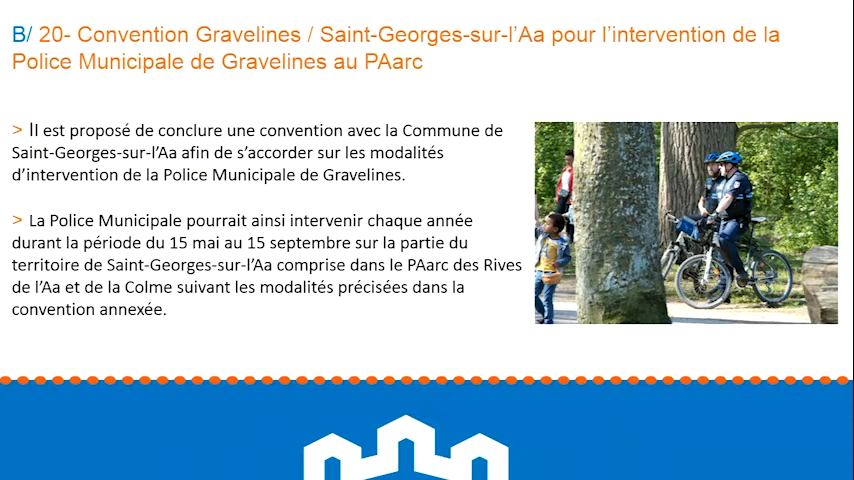 B/ 20- Convention Gravelines / Saint-Georges-sur-l’Aa pour l’intervention de la
Police Municipale de Gravelines au PAarc
> Il est proposé de conclure une convention avec la Commune de
Saint-Georges-sur-l’Aa afin de s’accorder sur les modalités
d’intervention de la Police Municipale de Gravelines.
> La Police Municipale pourrait ainsi intervenir chaque année
durant la période du 15 mai au 15 septembre sur la partie du
territoire de Saint-Georges-sur-l’Aa comprise dans le PAarc des Rives
de l’Aa et de la Colme suivant les modalités précisées dans la
convention annexée.